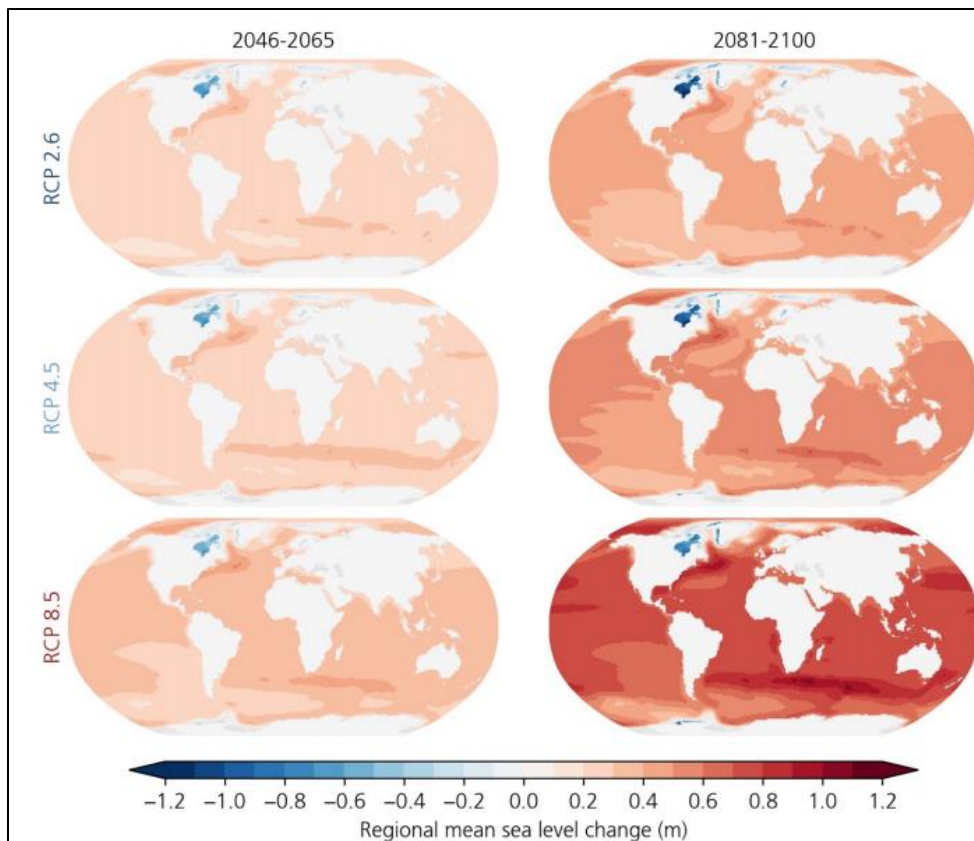 2046-2065
2081-2100
RCP 2.6
RCP 4.5
RCP 8.5
−1.2 −1.0 −0.8 −0.6 −0.4 −0.2 0.0 0.2 0.4 0.6 0.8 1.0 1.2
Regional mean sea level change (m)